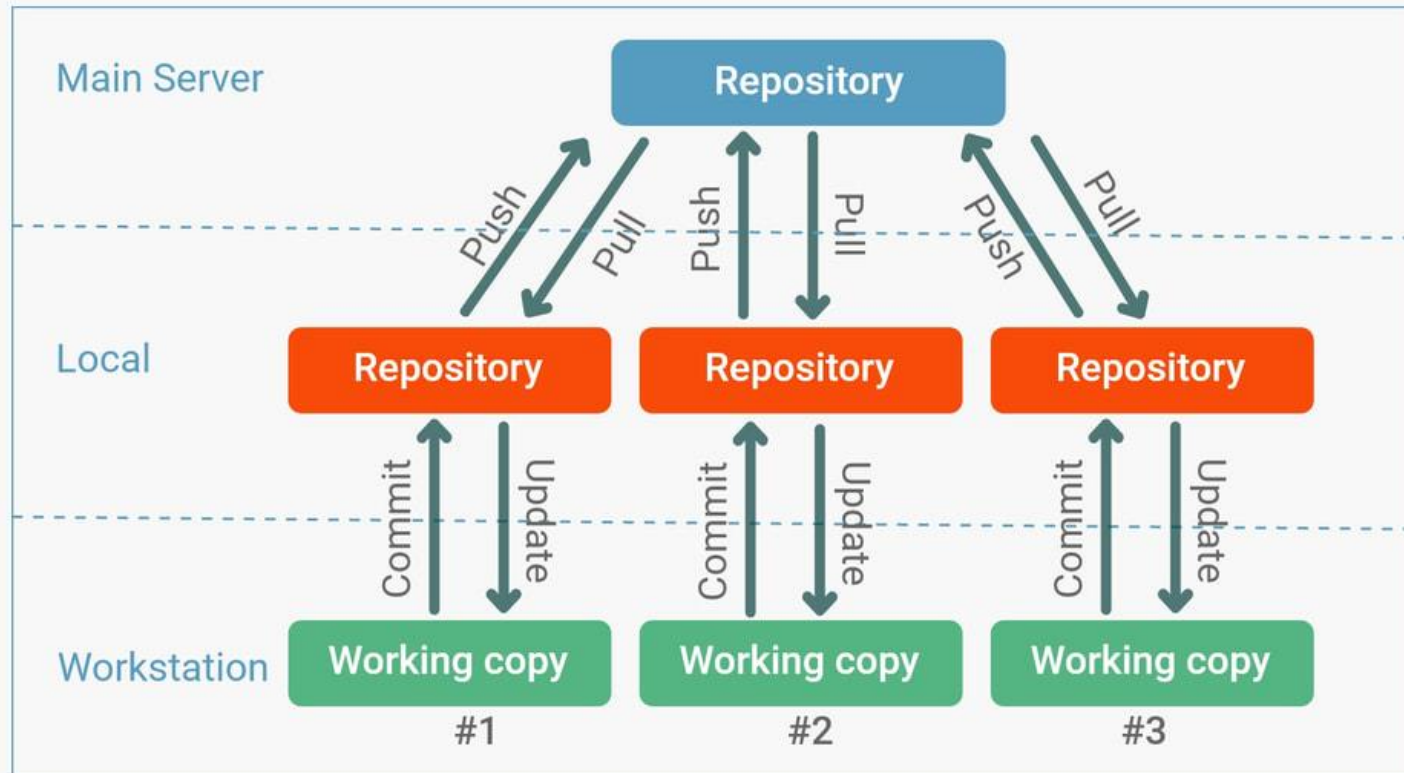 Main Server
Repository
Push
Pull
Push
Pull
Push
Pull
Local
Repository
Repository
Repository
Commit
Update
Commit
Update
Commit
Update
Workstation
Working copy
Working copy
Working copy
#1
#2
#3